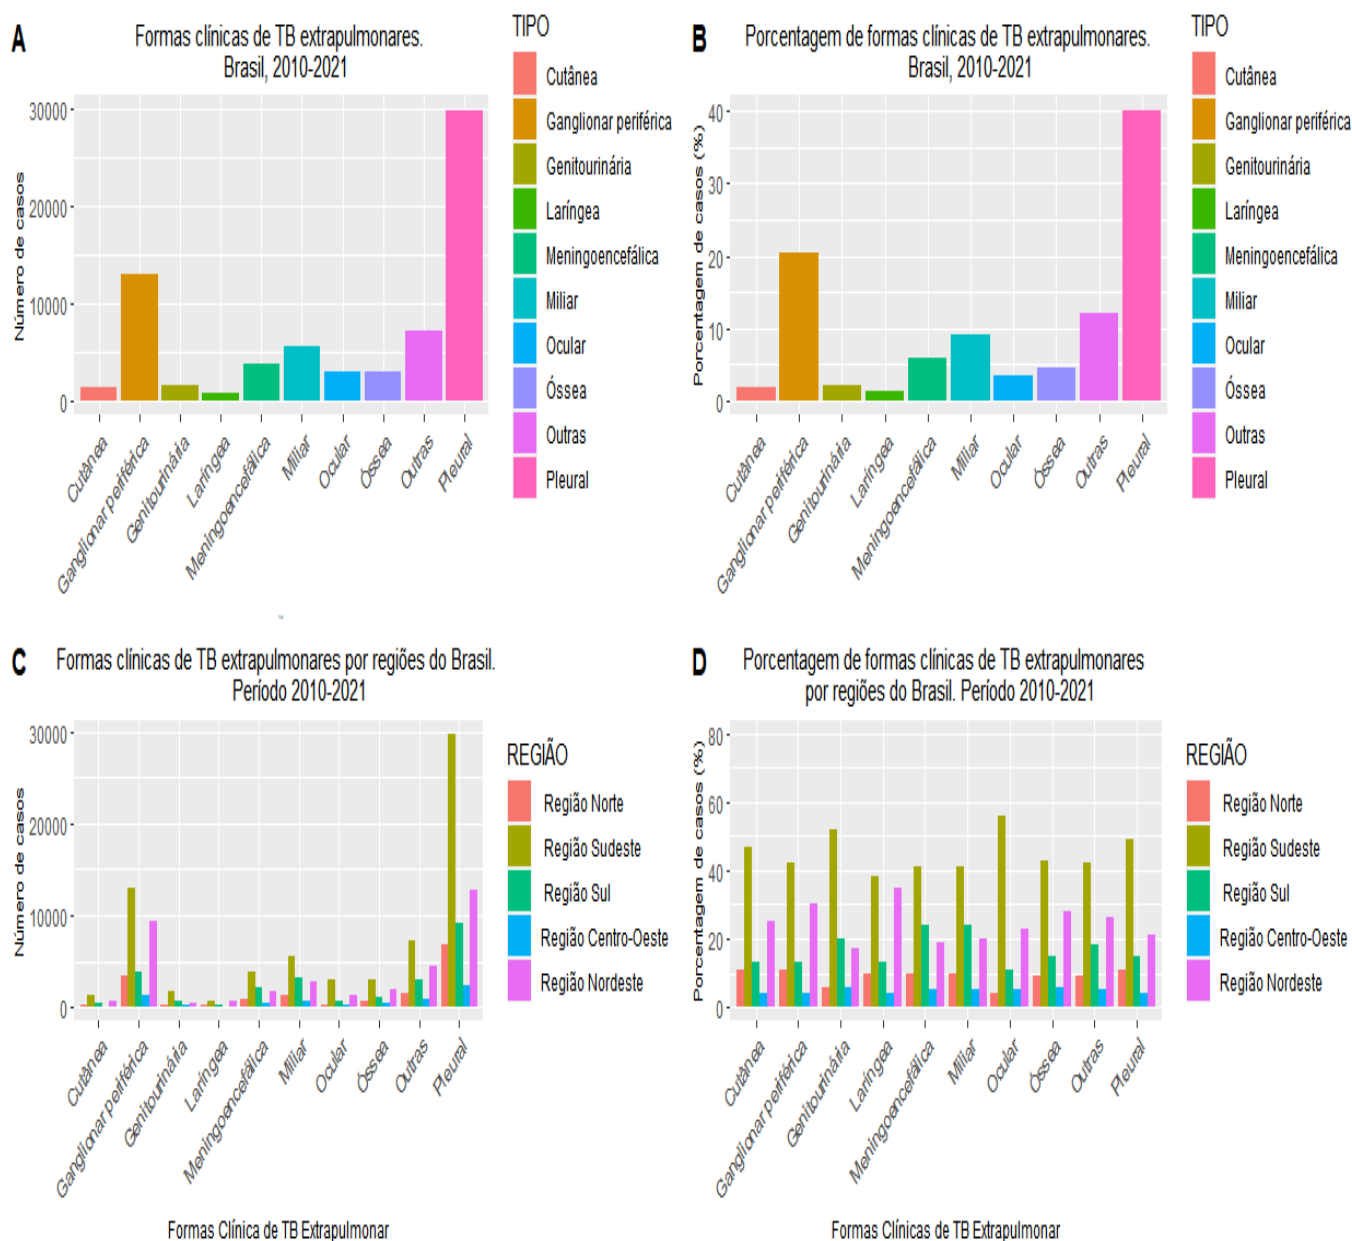 A
Formas clínicas de TB extrapulmonares.
Brasil, 2010-2021
Número de casos
30000
20000
10000
0
Cutânea
Ganglionar periférica
Genitourinária
Laríngea
Meningoencefálica
Miliar
Ocular
Óssea
Outras
Pleural
TIPO
Cutânea
Ganglionar periférica
Genitourinária
Laríngea
Meningoencefálica
Miliar
Ocular
Óssea
Outras
Pleural
B
Porcentagem de formas clínicas de TB extrapulmonares.
Brasil, 2010-2021
Porcentagem de casos (%)
40
30
20
10
0
Cutânea
Ganglionar periférica
Genitourinária
Laríngea
Meningoencefálica
Miliar
Ocular
Óssea
Outras
Pleural
TIPO
Cutânea
Ganglionar periférica
Genitourinária
Laríngea
Meningoencefálica
Miliar
Ocular
Óssea
Outras
Pleural
C
Formas clínicas de TB extrapulmonares por regiões do Brasil.
Período 2010-2021
Número de casos
30000
20000
10000
0
Cutânea
Ganglionar periférica
Genitourinária
Laríngea
Meningoencefálica
Miliar
Ocular
Óssea
Outras
Pleural
Formas Clínica de TB Extrapulmonar
REGIÃO
Região Norte
Região Sudeste
Região Sul
Região Centro-Oeste
Região Nordeste
D
Porcentagem de formas clínicas de TB extrapulmonares
por regiões do Brasil. Período 2010-2021
Porcentagem de casos (%)
80
60
40
20
0
Cutânea
Ganglionar periférica
Genitourinária
Laríngea
Meningoencefálica
Miliar
Ocular
Óssea
Outras
Pleural
Formas Clínicas de TB Extrapulmonar
REGIÃO
Região Norte
Região Sudeste
Região Sul
Região Centro-Oeste
Região Nordeste